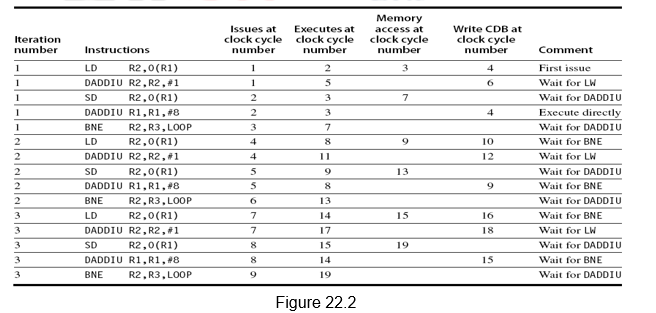 Iteration number Instructions Issues at clock cycle number Executes at clock cycle number Memory access at clock cycle number Write CDB at clock cycle number Comment
1 LD R2,0(R1) 1 2 3 4 First issue
1 DADDIU R2,R2,#1 1 5 6 Wait for LW
1 SD R2,0(R1) 2 3 7 Wait for DADDIU
1 DADDIU R1,R1,#8 2 3 4 Execute directly
1 BNE R2,R3,LOOP 3 7 Wait for DADDIU
2 LD R2,0(R1) 4 8 9 10 Wait for BNE
2 DADDIU R2,R2,#1 4 11 12 Wait for LW
2 SD R2,0(R1) 5 9 13 Wait for DADDIU
2 DADDIU R1,R1,#8 5 8 9 Wait for BNE
2 BNE R2,R3,LOOP 6 13 Wait for DADDIU
3 LD R2,0(R1) 7 14 15 16 Wait for BNE
3 DADDIU R2,R2,#1 7 17 18 Wait for LW
3 SD R2,0(R1) 8 15 19 Wait for DADDIU
3 DADDIU R1,R1,#8 8 14 15 Wait for BNE
3 BNE R2,R3,LOOP 9 19 Wait for DADDIU
Figure 22.2